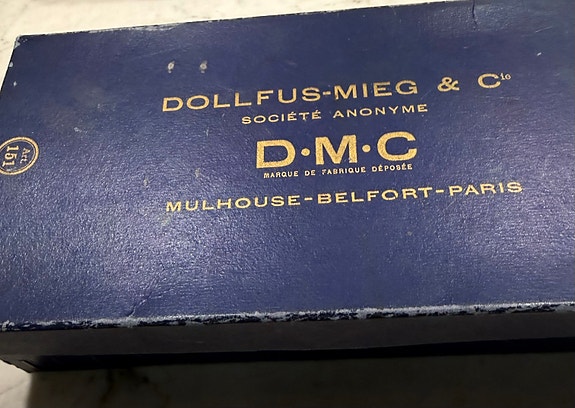 DOLLFUS-MIEG & Cie
SOCIÉTÉ ANONYME
D·M·C
MARQUE DE FABRIQUE DÉPOSÉE
MULHOUSE-BELFORT-PARIS
Art.
151